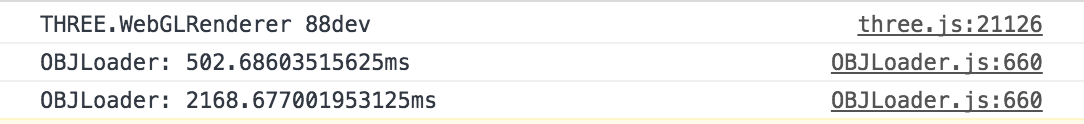 THREE.WebGLRenderer 88dev three.js:21126
OBJLoader: 502.68603515625ms OBJLoader.js:660
OBJLoader: 2168.677001953125ms OBJLoader.js:660